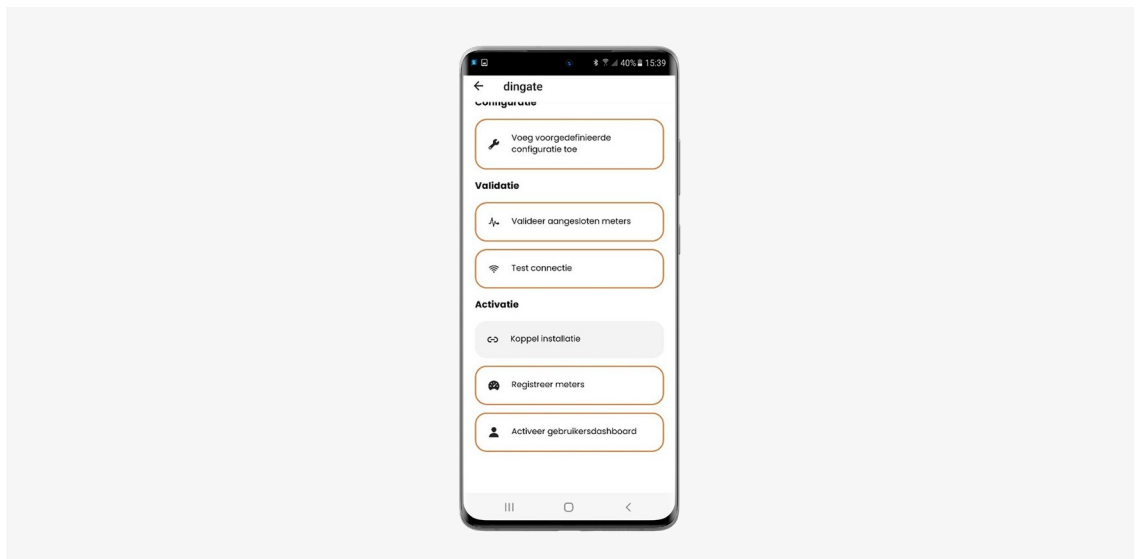 40% 15:39
dingate
Configuratie
Voeg voorgedefinieerde
configuratie toe
Validatie
Valideer aangesloten meters
Test connectie
Activatie
Koppel installatie
Registreer meters
Activeer gebruikersdashboard